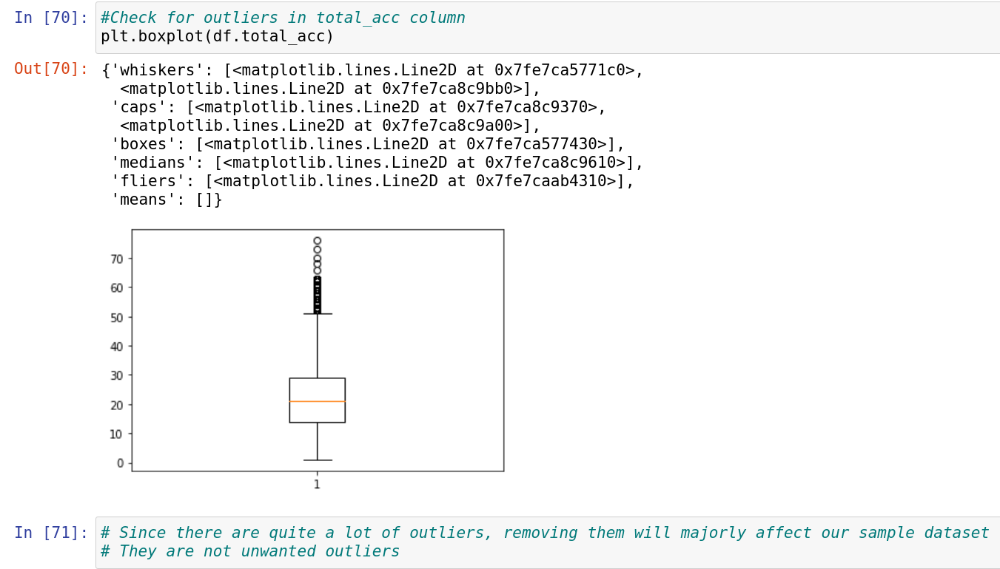 In [70]: #Check for outliers in total_acc column
plt.boxplot(df.total_acc)
Out[70]: {'whiskers': [<matplotlib.lines.Line2D at 0x7fe7ca5771c0>,
  <matplotlib.lines.Line2D at 0x7fe7ca8c9bb0>],
 'caps': [<matplotlib.lines.Line2D at 0x7fe7ca8c9370>,
  <matplotlib.lines.Line2D at 0x7fe7ca8c9a00>],
 'boxes': [<matplotlib.lines.Line2D at 0x7fe7ca577430>],
 'medians': [<matplotlib.lines.Line2D at 0x7fe7ca8c9610>],
 'fliers': [<matplotlib.lines.Line2D at 0x7fe7caab4310>],
 'means': []}
70
60
50
40
30
20
10
0
1
In [71]: # Since there are quite a lot of outliers, removing them will majorly affect our sample dataset
# They are not unwanted outliers